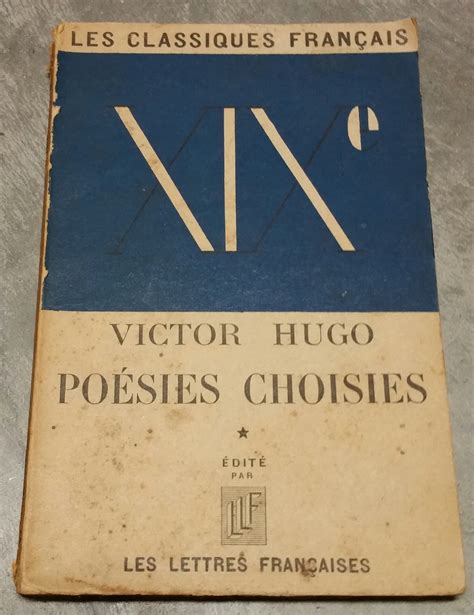 LES CLASSIQUES FRANÇAIS
XIXe
VICTOR HUGO
POÉSIES CHOISIES
★
ÉDITÉ
PAR
LLF
LES LETTRES FRANÇAISES